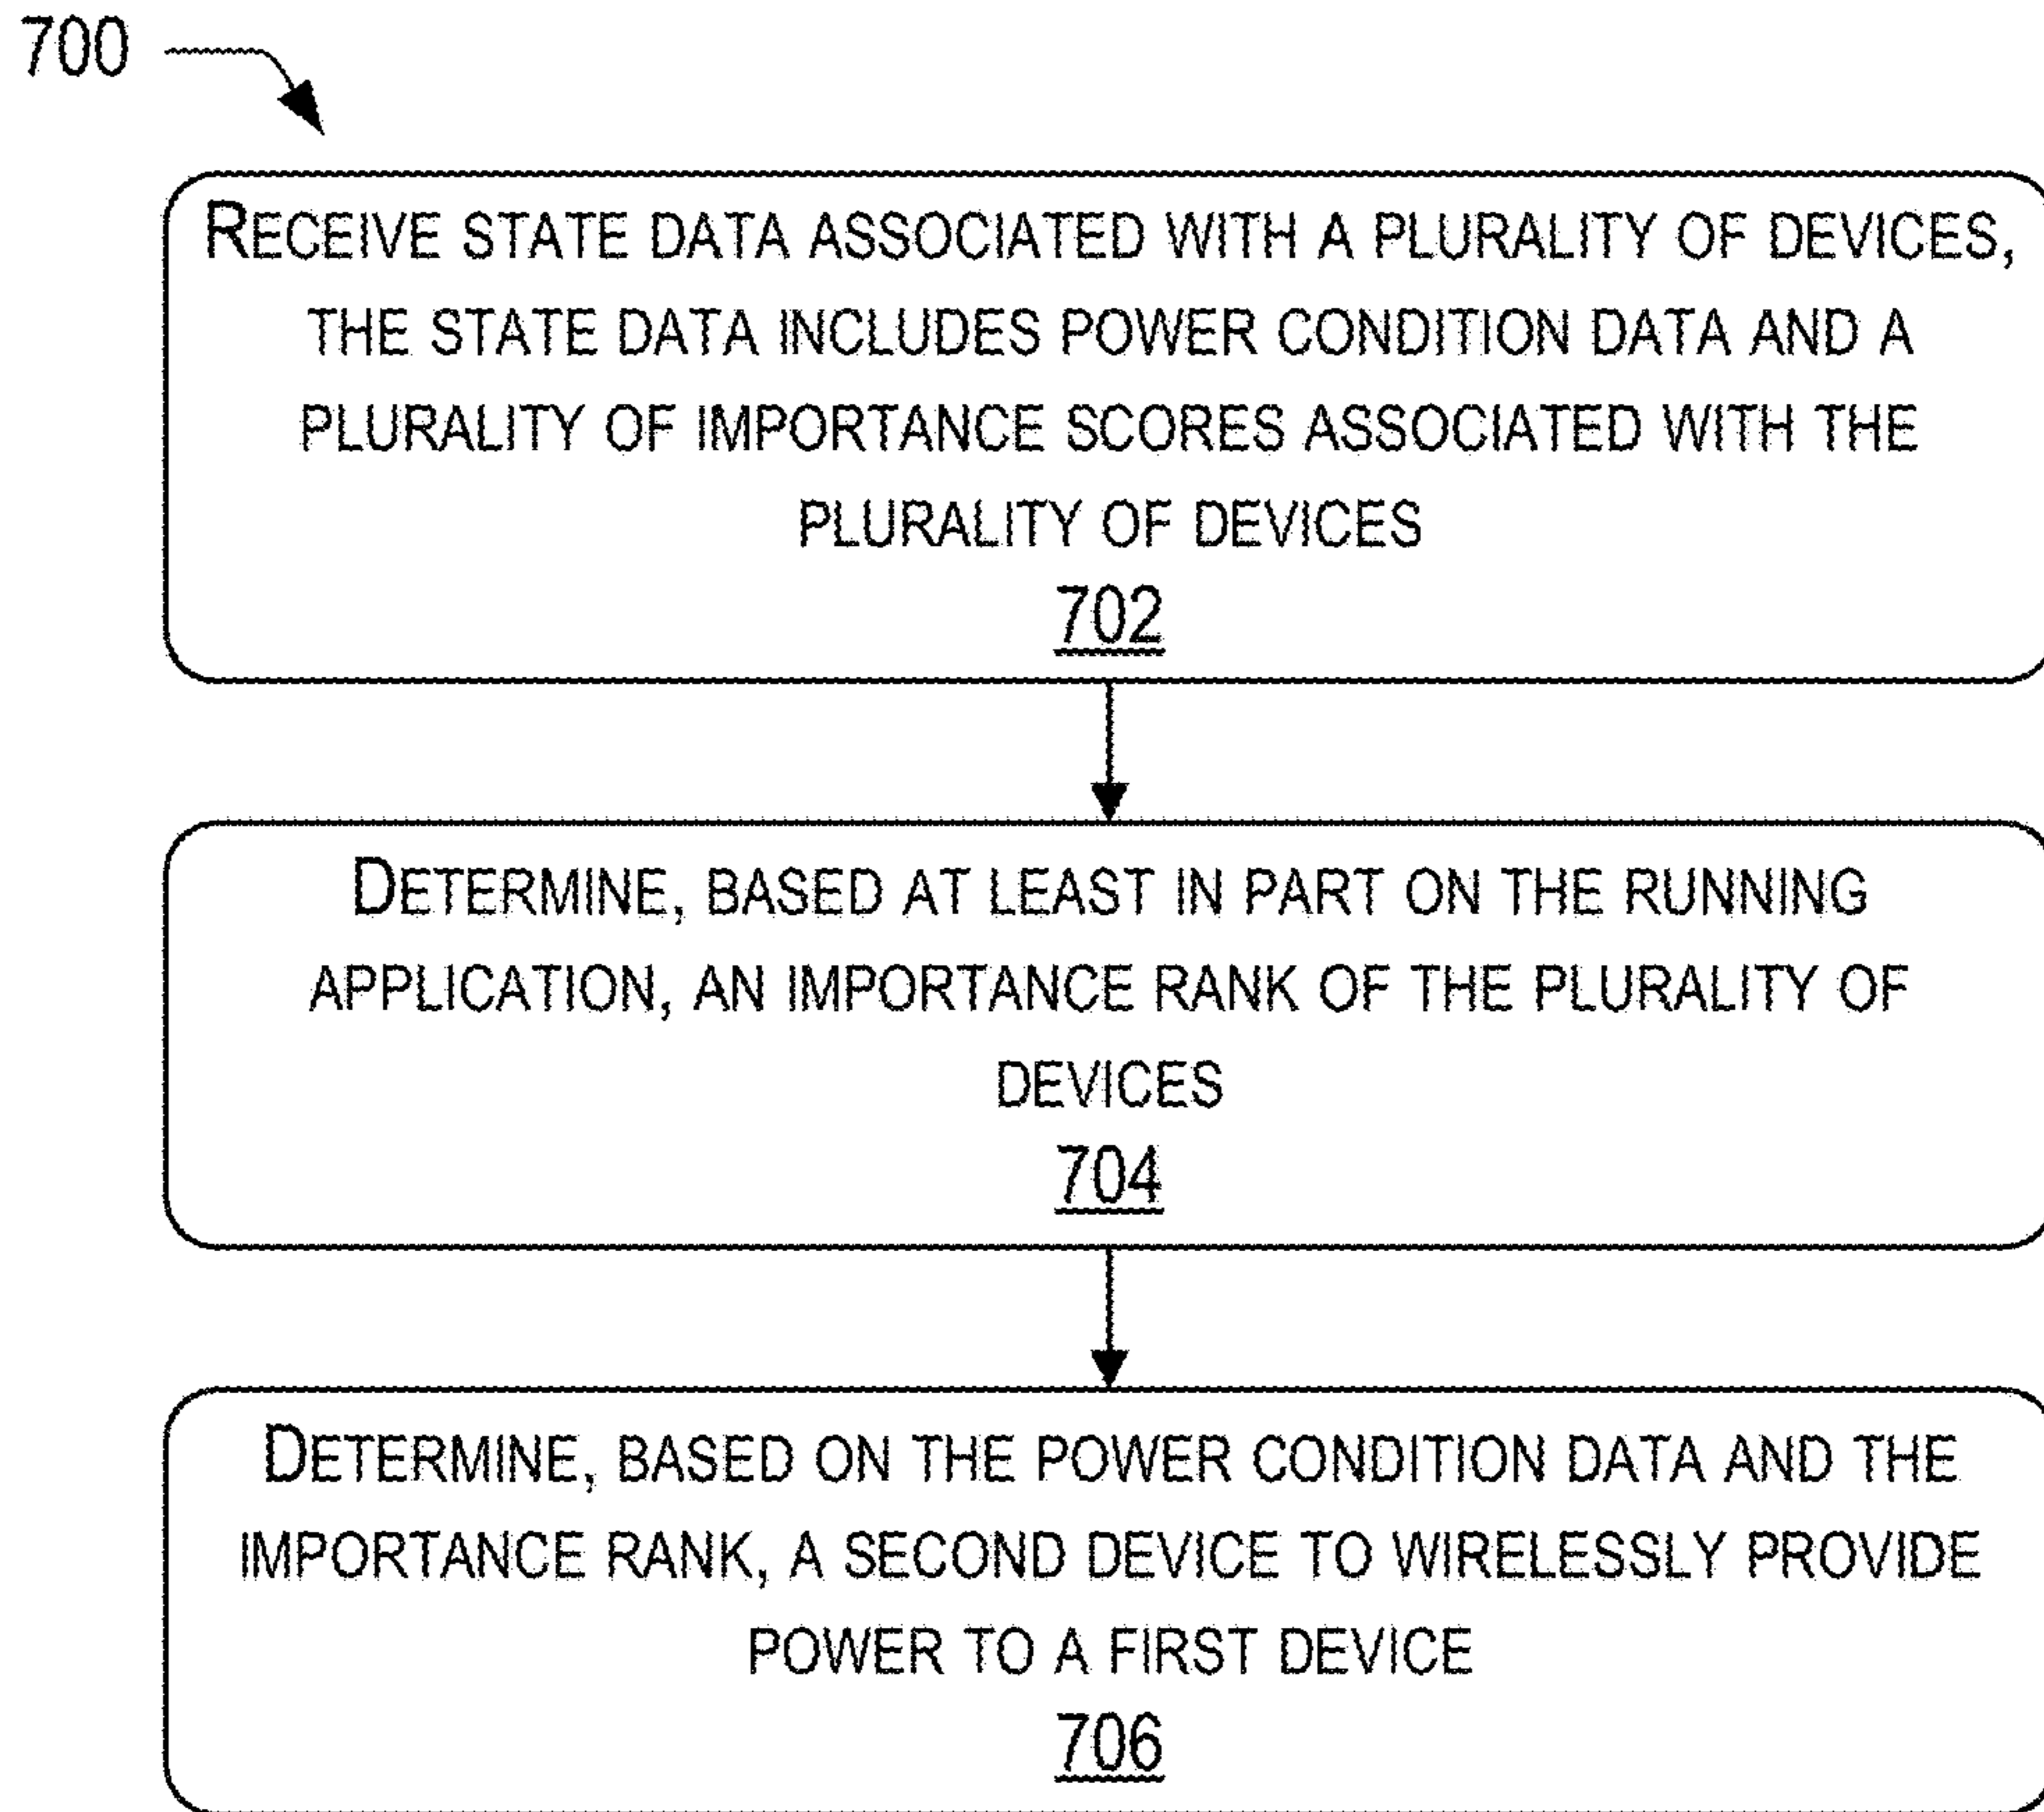 700
RECEIVE STATE DATA ASSOCIATED WITH A PLURALITY OF DEVICES,
THE STATE DATA INCLUDES POWER CONDITION DATA AND A
PLURALITY OF IMPORTANCE SCORES ASSOCIATED WITH THE
PLURALITY OF DEVICES
702
DETERMINE, BASED AT LEAST IN PART ON THE RUNNING
APPLICATION, AN IMPORTANCE RANK OF THE PLURALITY OF
DEVICES
704
DETERMINE, BASED ON THE POWER CONDITION DATA AND THE
IMPORTANCE RANK, A SECOND DEVICE TO WIRELESSLY PROVIDE
POWER TO A FIRST DEVICE
706